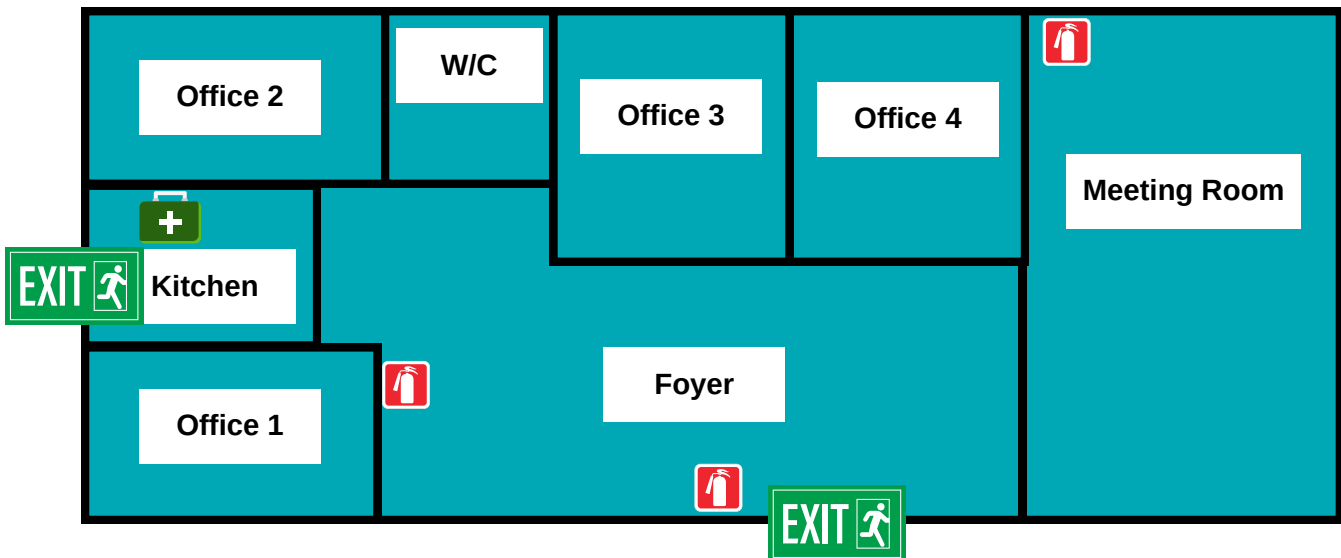 W/C
Office 2
Office 3
Office 4
Meeting Room
EXIT
Kitchen
Foyer
Office 1
EXIT